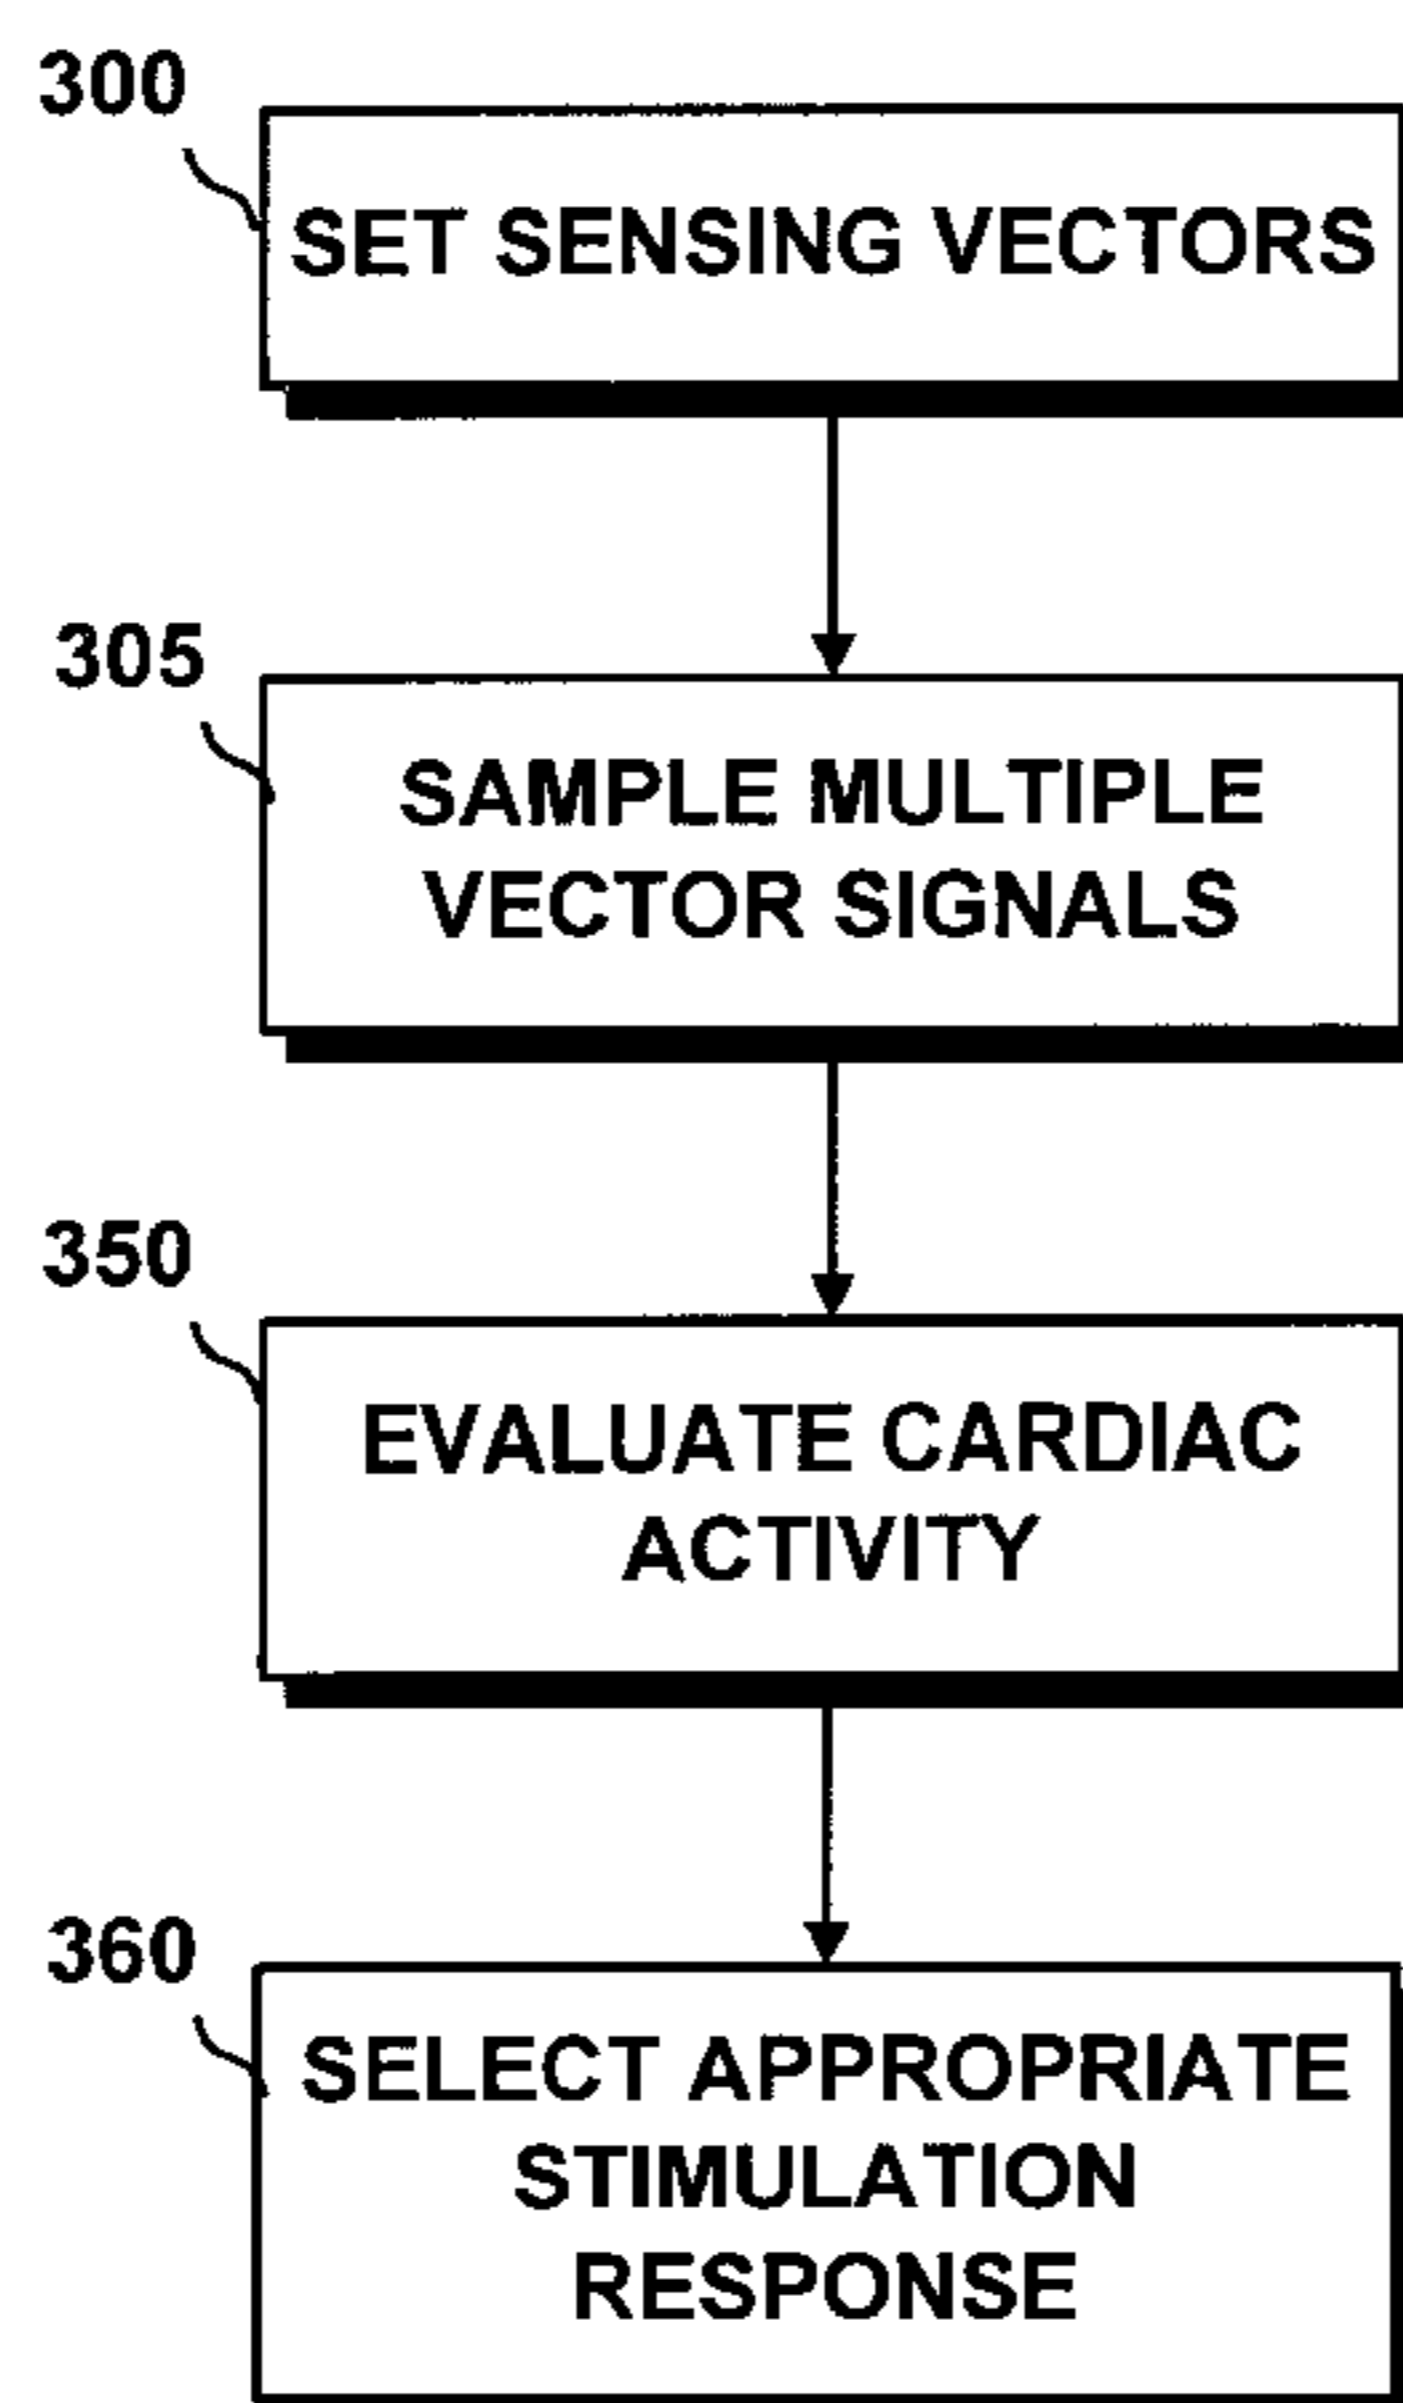 300
SET SENSING VECTORS
305
SAMPLE MULTIPLE
VECTOR SIGNALS
350
EVALUATE CARDIAC
ACTIVITY
360
SELECT APPROPRIATE
STIMULATION
RESPONSE